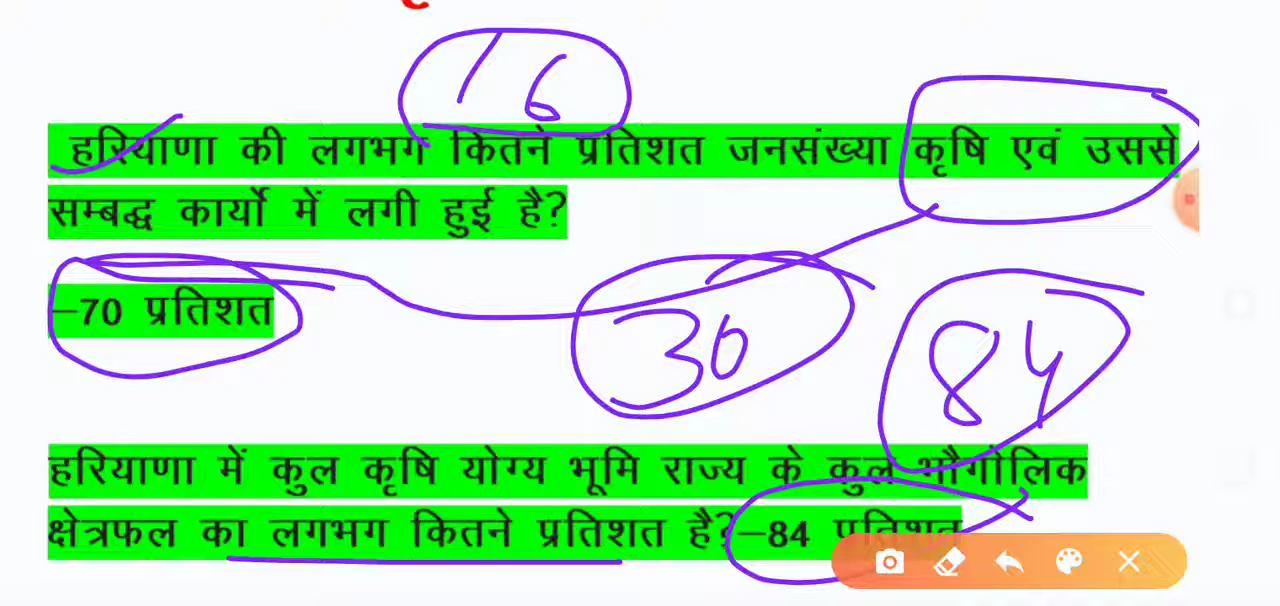 16
हरियाणा की लगभग कितने प्रतिशत जनसंख्या कृषि एवं उससे
सम्बद्ध कार्यो में लगी हुई है?
–70 प्रतिशत
30
84
हरियाणा में कुल कृषि योग्य भूमि राज्य के कुल भौगोलिक
क्षेत्रफल का लगभग कितने प्रतिशत है?–84 प्रतिशत